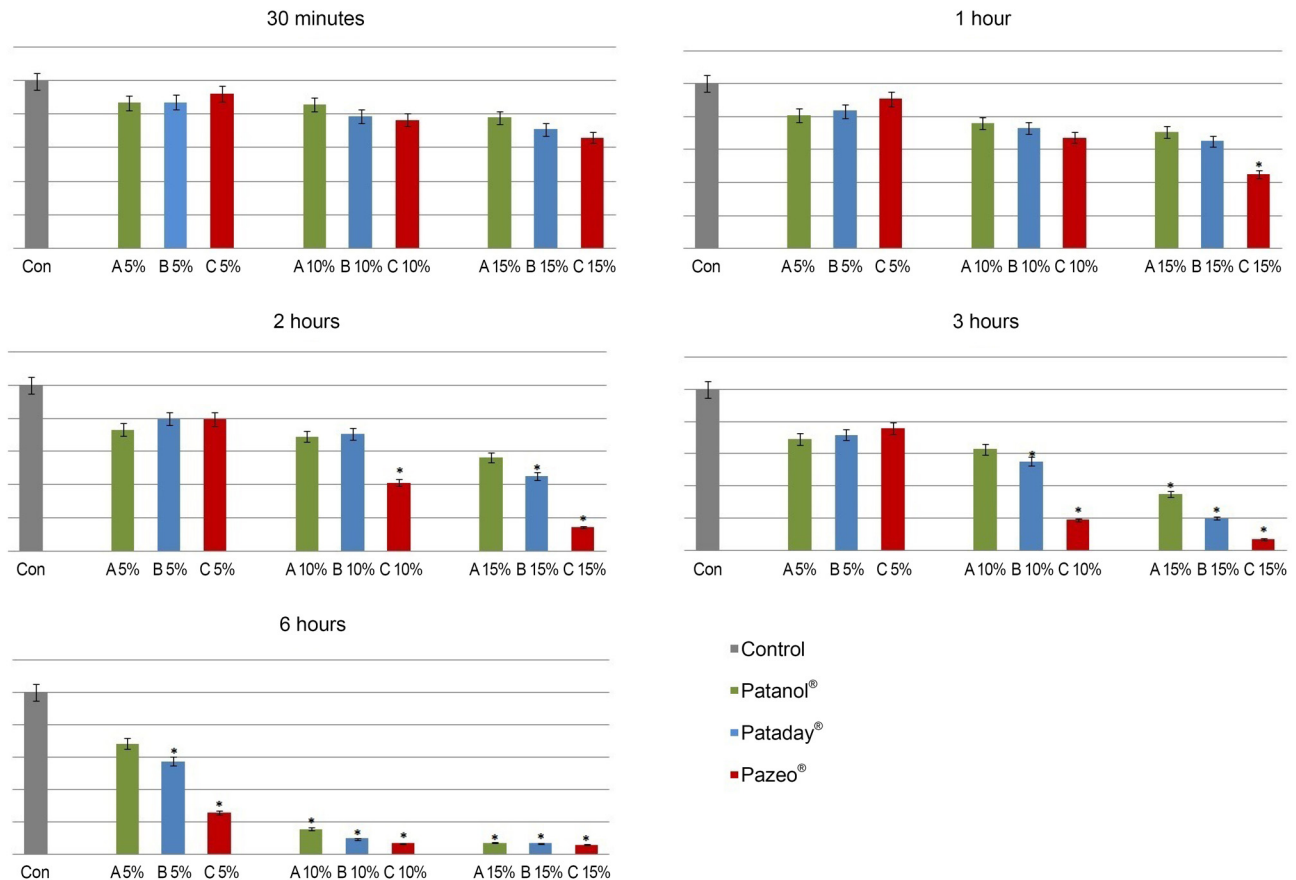 30 minutes
1 hour
Con A 5% B 5% C 5% A 10% B 10% C 10% A 15% B 15% C 15%
*
Con A 5% B 5% C 5% A 10% B 10% C 10% A 15% B 15% C 15%
2 hours
3 hours
* * *
Con A 5% B 5% C 5% A 10% B 10% C 10% A 15% B 15% C 15%
* * * * *
Con A 5% B 5% C 5% A 10% B 10% C 10% A 15% B 15% C 15%
6 hours
* * * * * * * *
Con A 5% B 5% C 5% A 10% B 10% C 10% A 15% B 15% C 15%
Control
Patanol®
Pataday®
Pazeo®